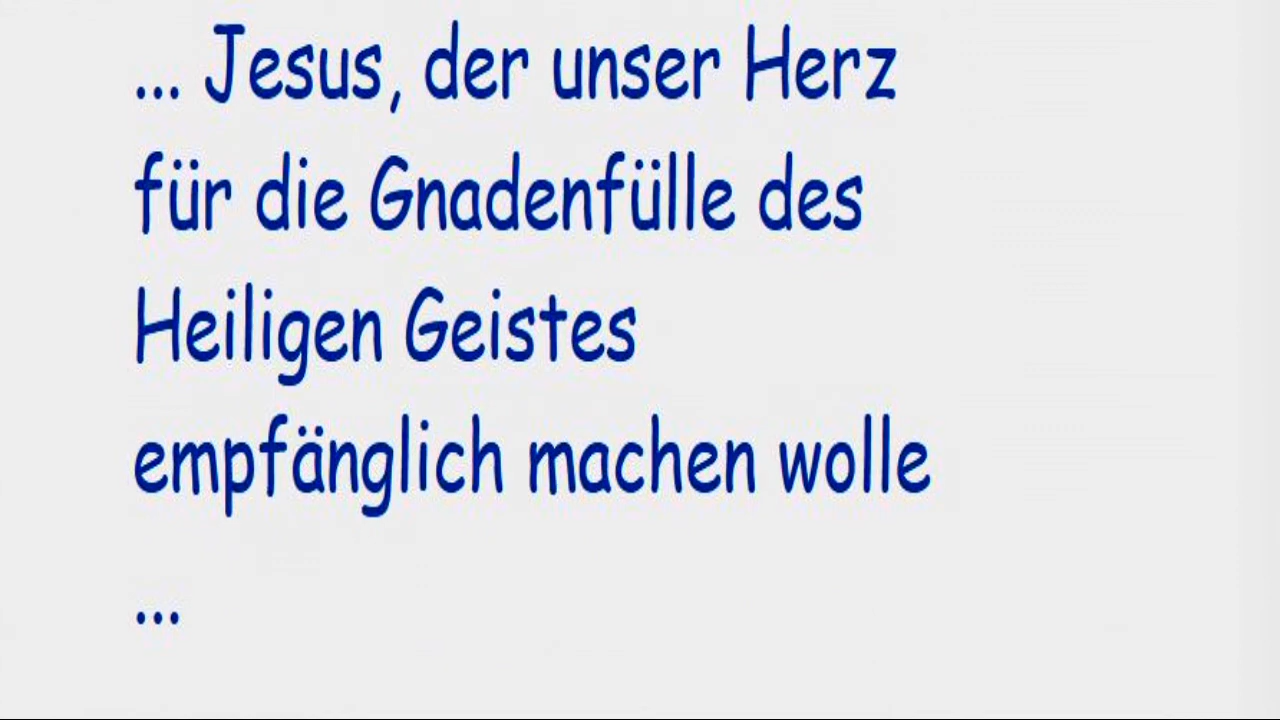 ... Jesus, der unser Herz
für die Gnadenfülle des
Heiligen Geistes
empfänglich machen wolle
...